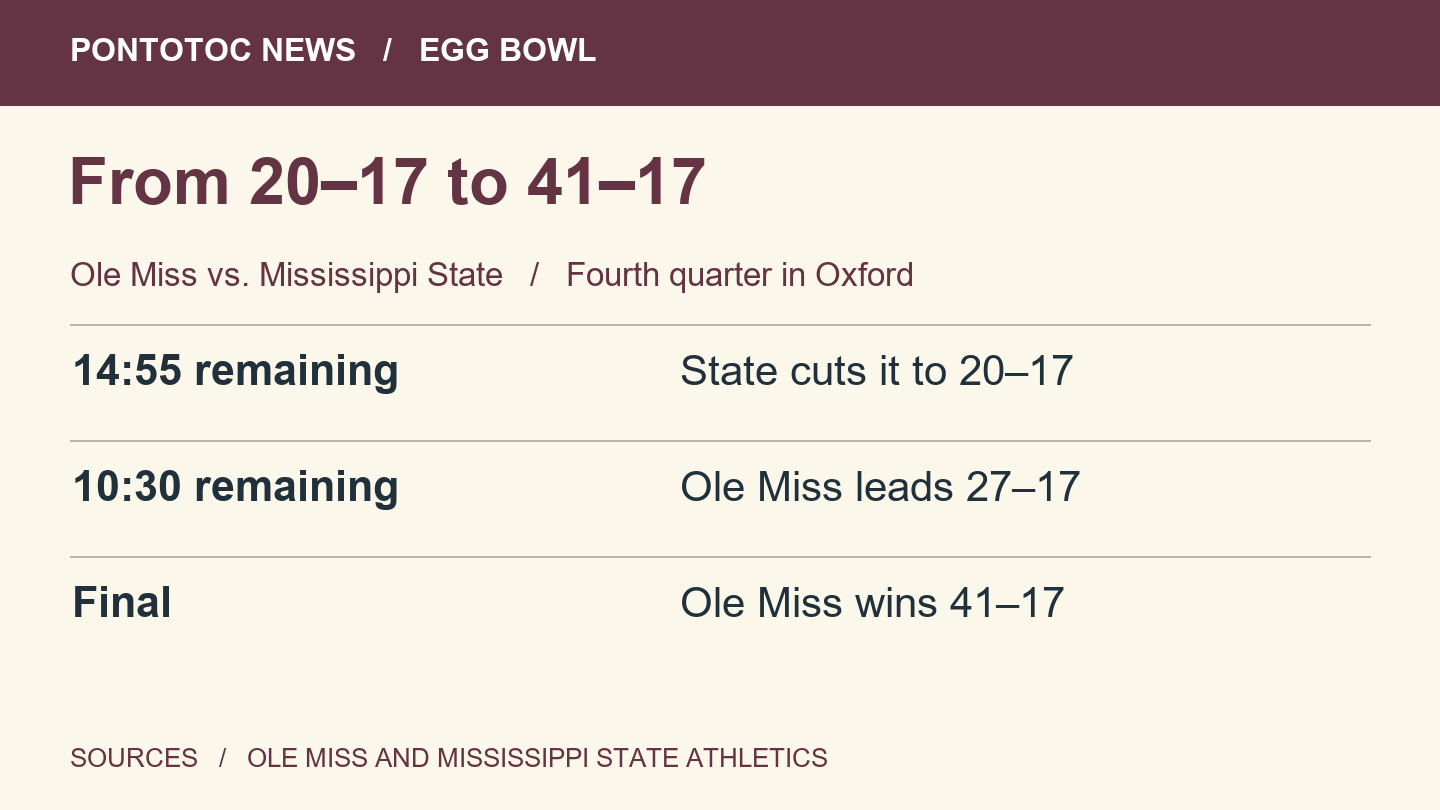 PONTOTOC NEWS / EGG BOWL
From 20–17 to 41–17
Ole Miss vs. Mississippi State / Fourth quarter in Oxford
14:55 remaining State cuts it to 20–17
10:30 remaining Ole Miss leads 27–17
Final Ole Miss wins 41–17
SOURCES / OLE MISS AND MISSISSIPPI STATE ATHLETICS